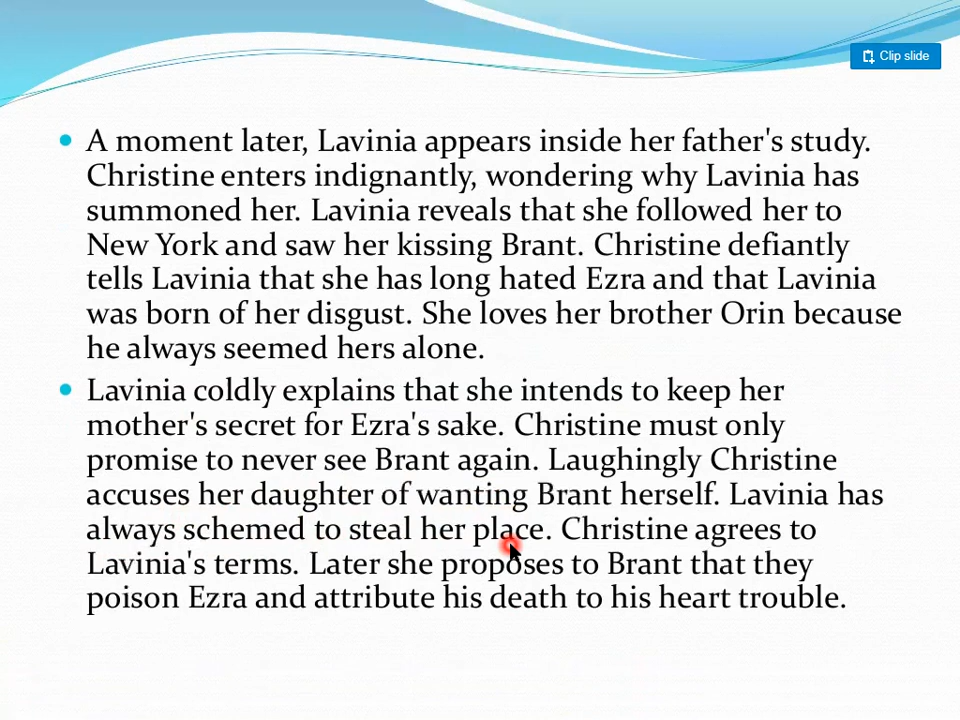 Clip slide
• A moment later, Lavinia appears inside her father's study.
Christine enters indignantly, wondering why Lavinia has
summoned her. Lavinia reveals that she followed her to
New York and saw her kissing Brant. Christine defiantly
tells Lavinia that she has long hated Ezra and that Lavinia
was born of her disgust. She loves her brother Orin because
he always seemed hers alone.
• Lavinia coldly explains that she intends to keep her
mother's secret for Ezra's sake. Christine must only
promise to never see Brant again. Laughingly Christine
accuses her daughter of wanting Brant herself. Lavinia has
always schemed to steal her place. Christine agrees to
Lavinia's terms. Later she proposes to Brant that they
poison Ezra and attribute his death to his heart trouble.